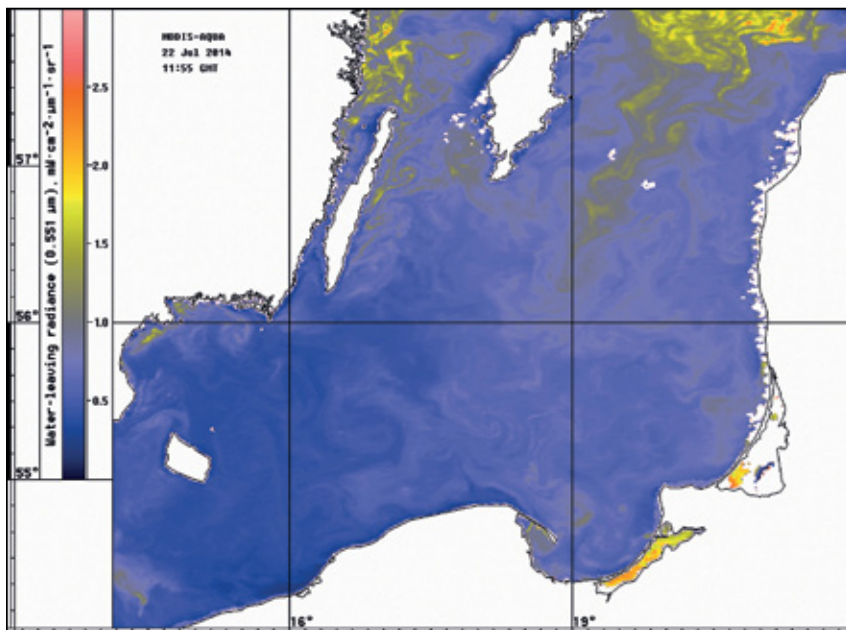 MODIS-AQUA
22 Jul 2014
11:55 GMT
Water-leaving radiance (0.551 µm), mW·cm⁻²·µm⁻¹·sr⁻¹
2.5
2.0
1.5
1.0
0.5
57°
56°
55°
16°
19°